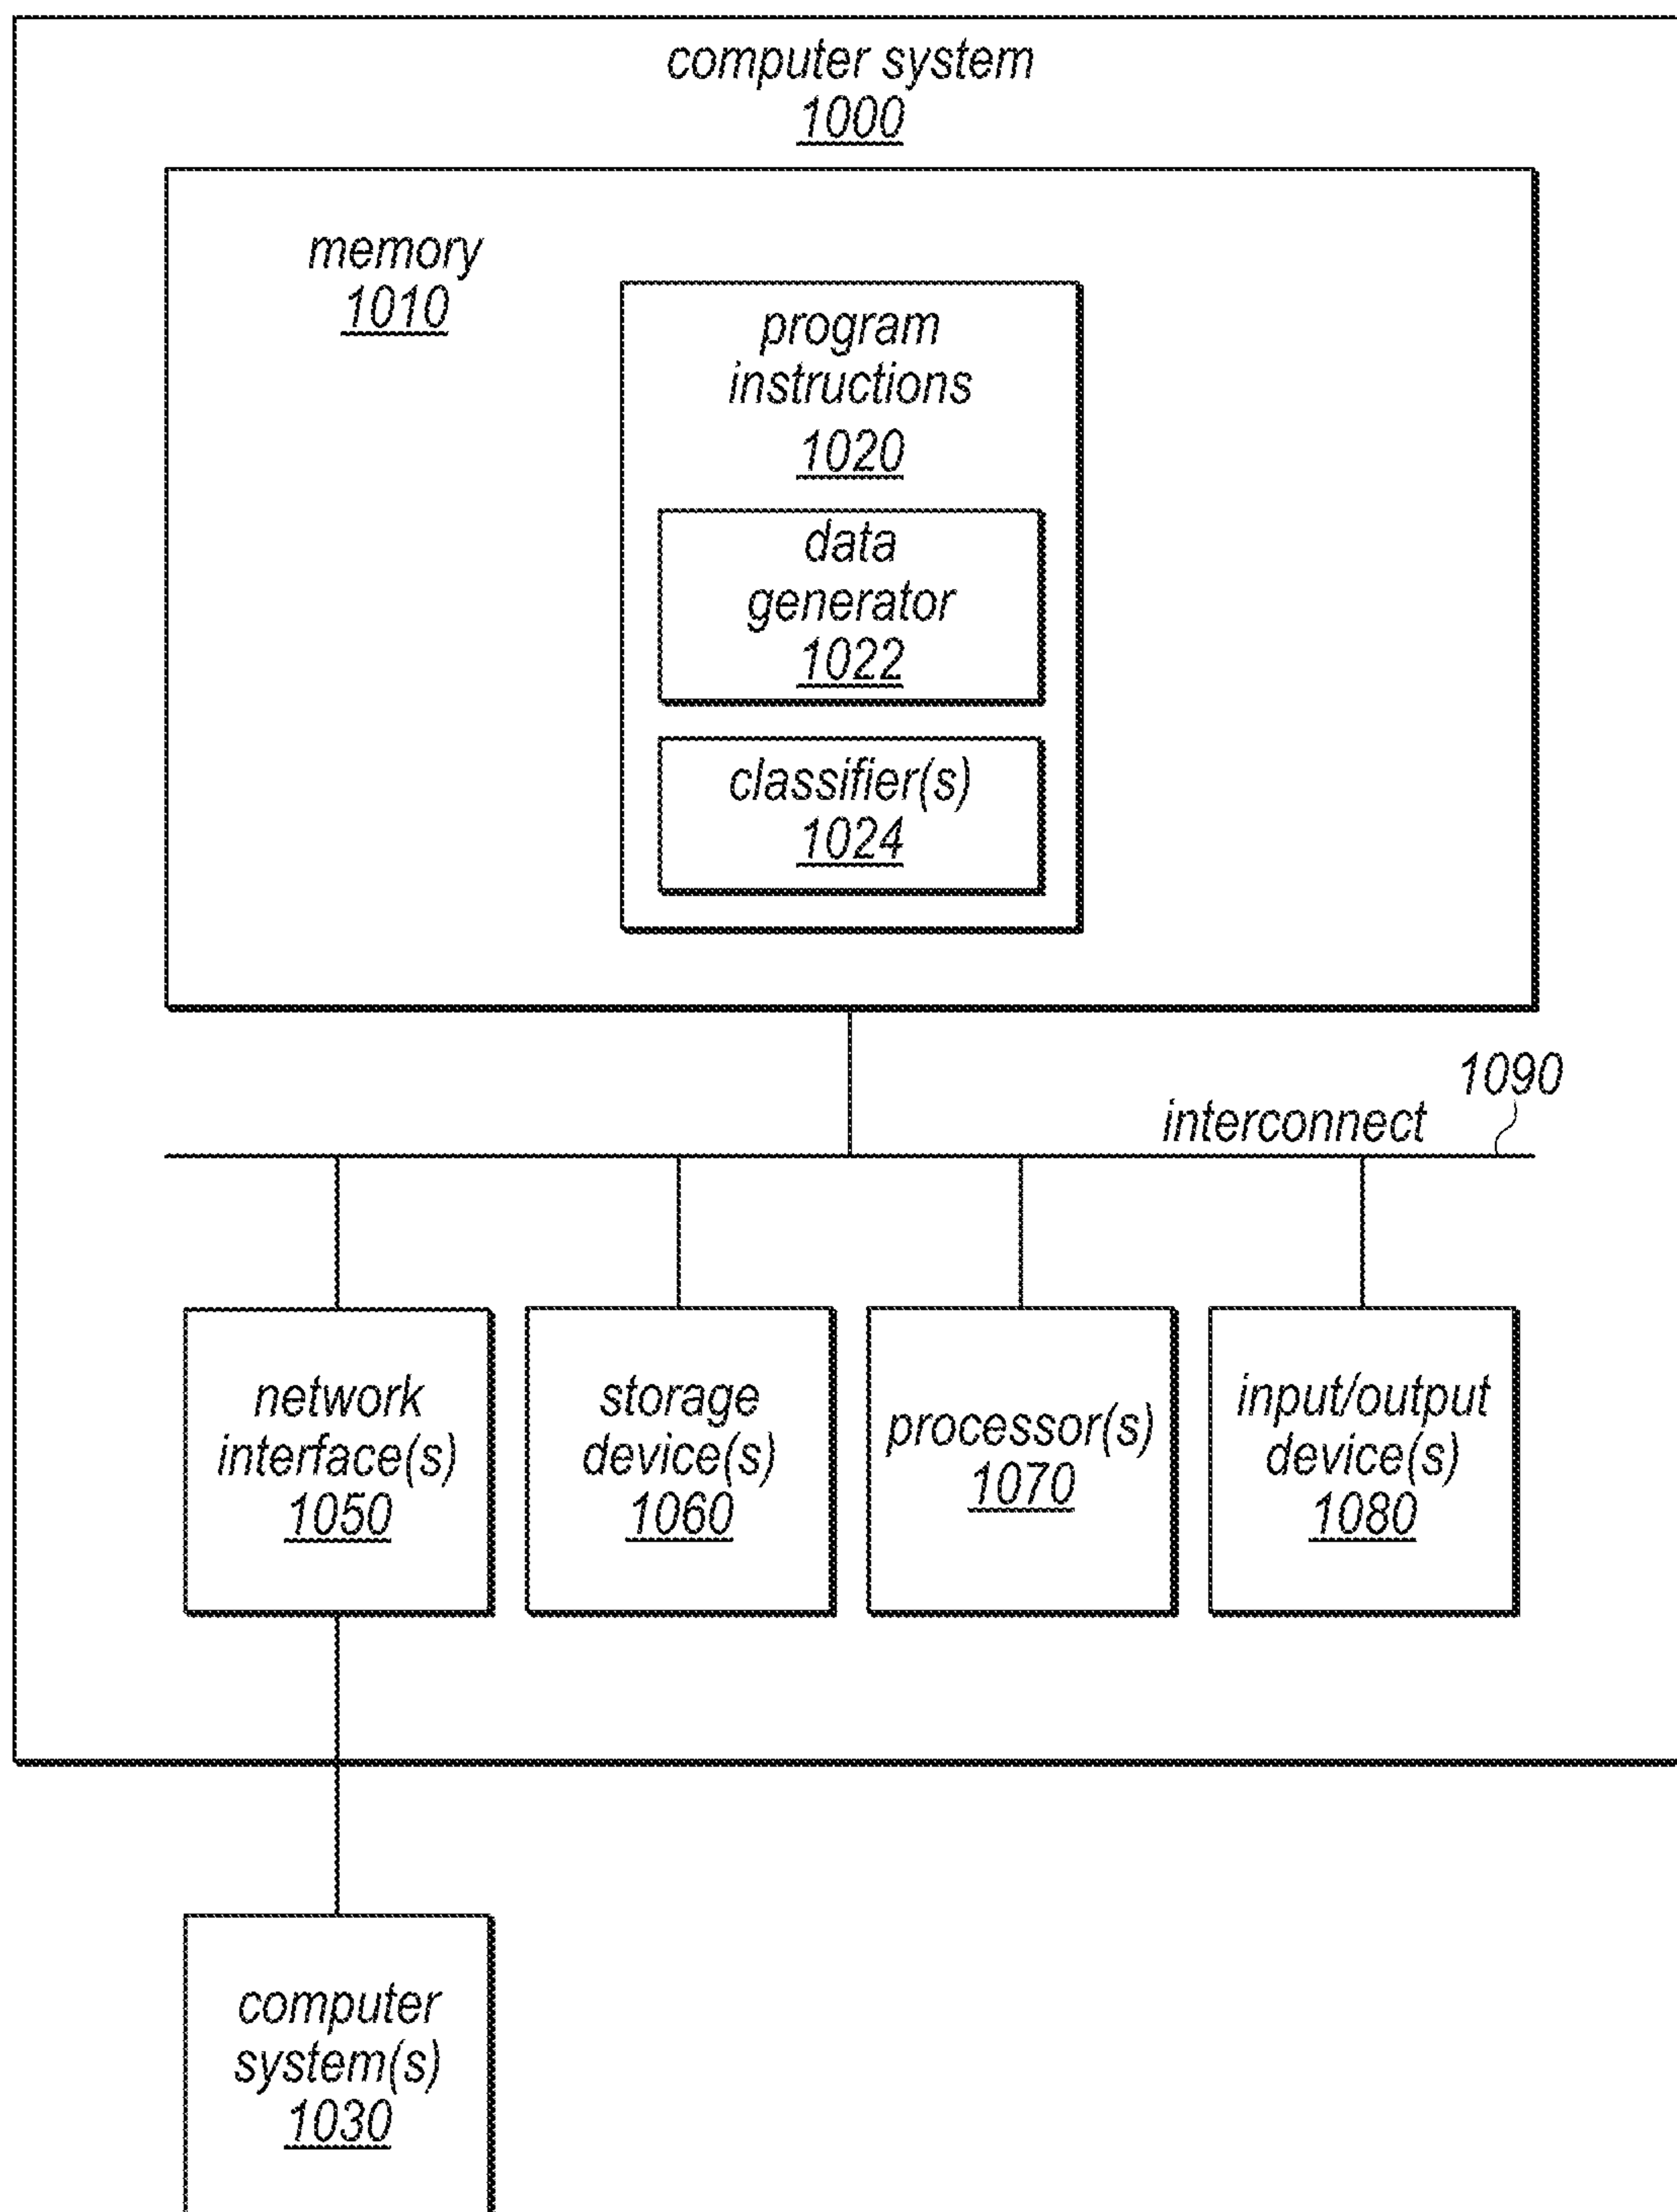 computer system
1000
memory
1010
program
instructions
1020
data
generator
1022
classifier(s)
1024
1090
interconnect
network
interface(s)
1050
storage
device(s)
1060
processor(s)
1070
input/output
device(s)
1080
computer
system(s)
1030